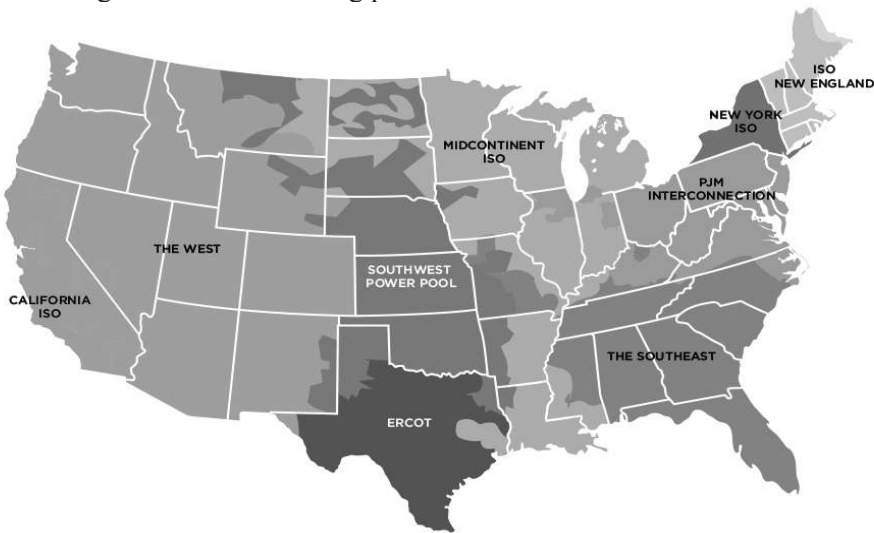 ISO
NEW ENGLAND
NEW YORK
ISO
MIDCONTINENT
ISO
PJM
INTERCONNECTION
THE WEST
SOUTHWEST
POWER POOL
CALIFORNIA
ISO
THE SOUTHEAST
ERCOT